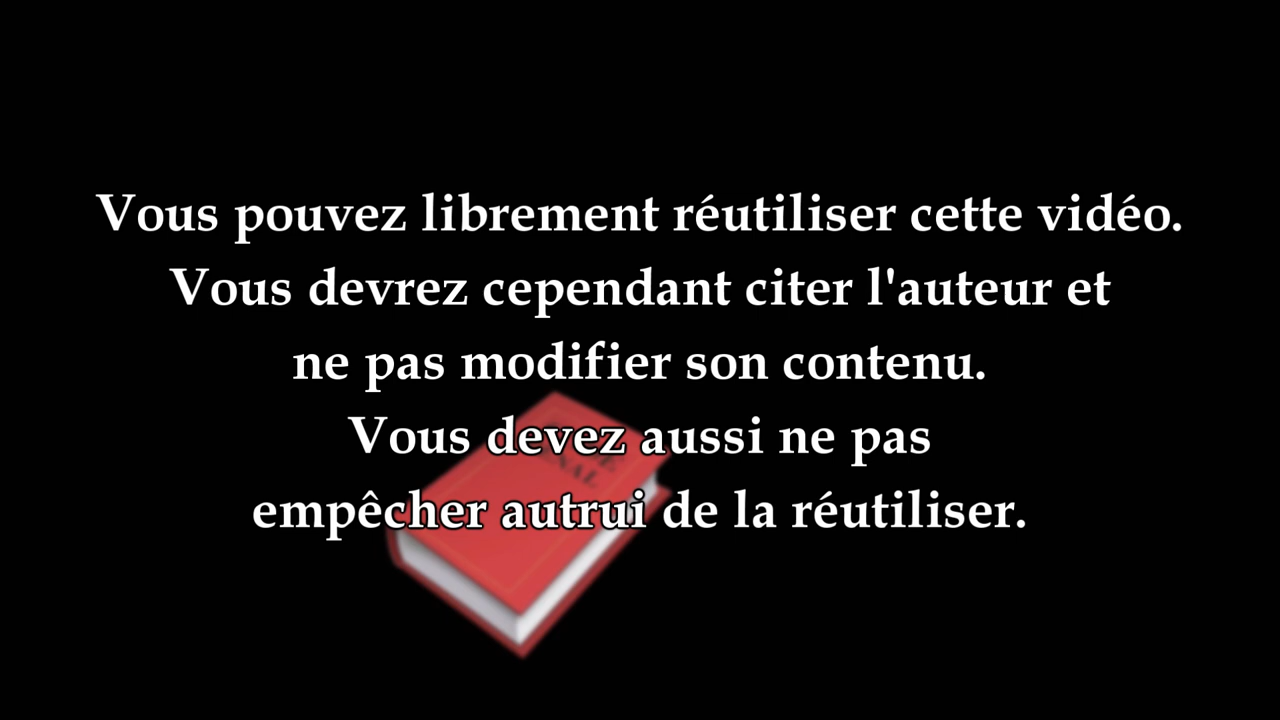 Vous pouvez librement réutiliser cette vidéo.
Vous devrez cependant citer l'auteur et
ne pas modifier son contenu.
Vous devez aussi ne pas
empêcher autrui de la réutiliser.